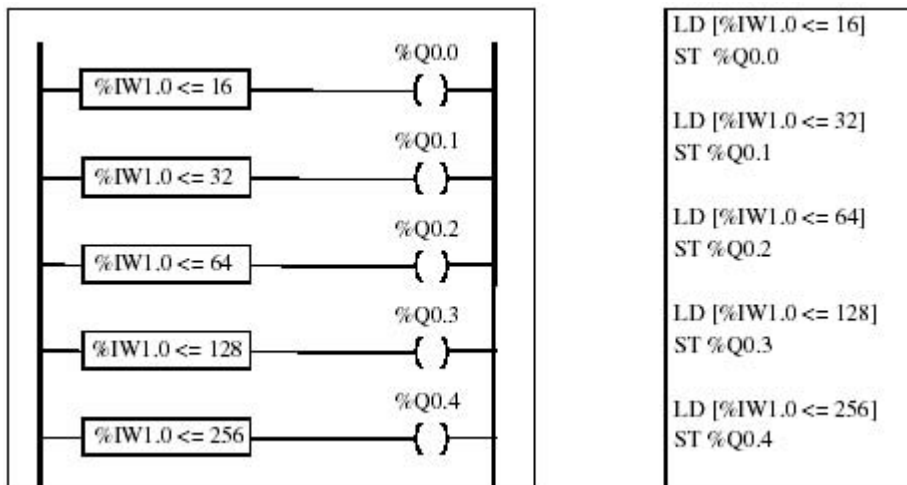 %Q0.0
%IW1.0 <= 16
( )
%Q0.1
%IW1.0 <= 32
( )
%Q0.2
%IW1.0 <= 64
( )
%Q0.3
%IW1.0 <= 128
( )
%Q0.4
%IW1.0 <= 256
( )
LD [%IW1.0 <= 16]
ST %Q0.0
LD [%IW1.0 <= 32]
ST %Q0.1
LD [%IW1.0 <= 64]
ST %Q0.2
LD [%IW1.0 <= 128]
ST %Q0.3
LD [%IW1.0 <= 256]
ST %Q0.4